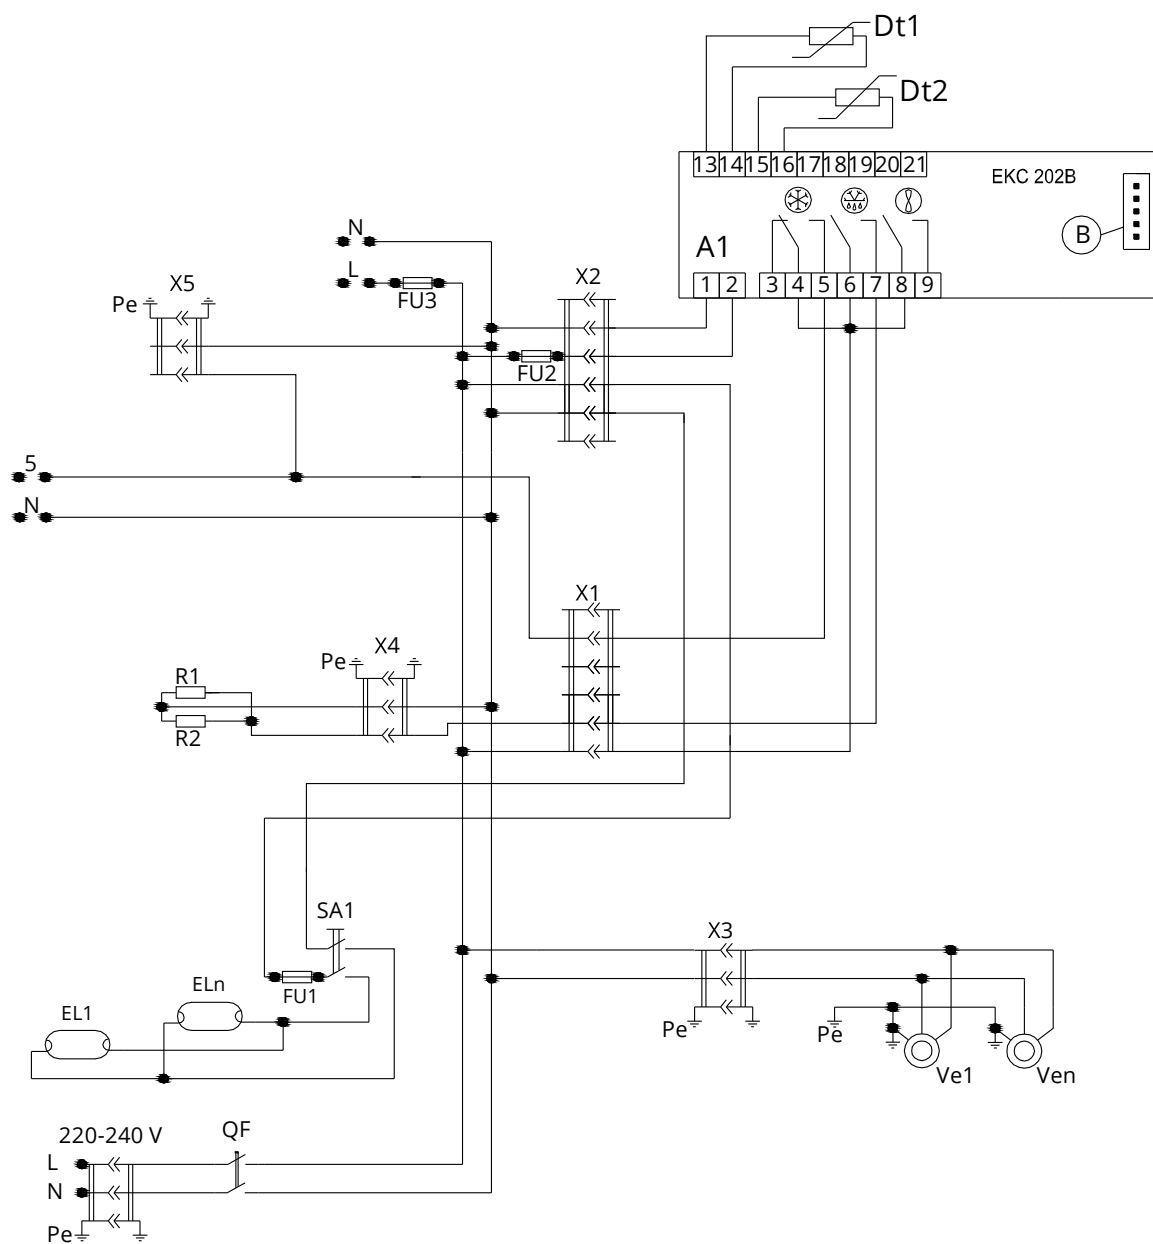 Dt1
Dt2
13 14 15 16 17 18 19 20 21
EKC 202B
B
A1
1 2 3 4 5 6 7 8 9
N
L
FU3
X5
Pe
X2
FU2
5
N
X1
X4
Pe
R1
R2
SA1
FU1
ELn
EL1
X3
Pe
Pe
Ve1
Ven
220-240 V
QF
L
N
Pe